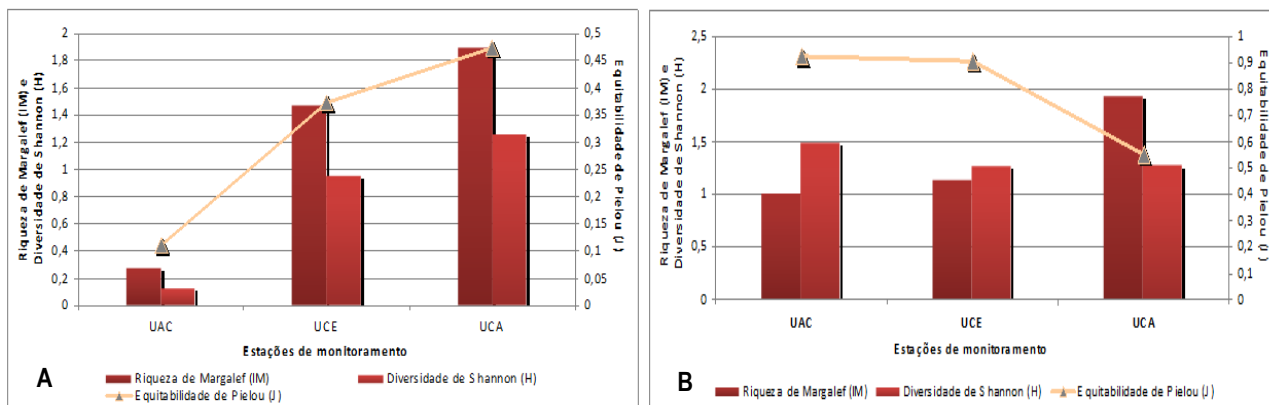 Riqueza de Margalef (IM) e
Diversidade de Shannon (H)
2
1,8
1,6
1,4
1,2
1
0,8
0,6
0,4
0,2
0
0,5
0,45
0,4
0,35
0,3
0,25
0,2
0,15
0,1
0,05
0
Equitabilidade de Pielou (J)
UAC
UCE
UCA
Estações de monitoramento
A
Riqueza de Margalef (IM)
Diversidade de Shannon (H)
Equitabilidade de Pielou (J)
Riqueza de Margalef (IM) e
Diversidade de Shannon (H)
2,5
2
1,5
1
0,5
0
1
0,9
0,8
0,7
0,6
0,5
0,4
0,3
0,2
0,1
0
Equitabilidade de Pielou (J)
UAC
UCE
UCA
Estações de monitoramento
B
Riqueza de Margalef (IM)
Diversidade de Shannon (H)
Equitabilidade de Pielou (J)